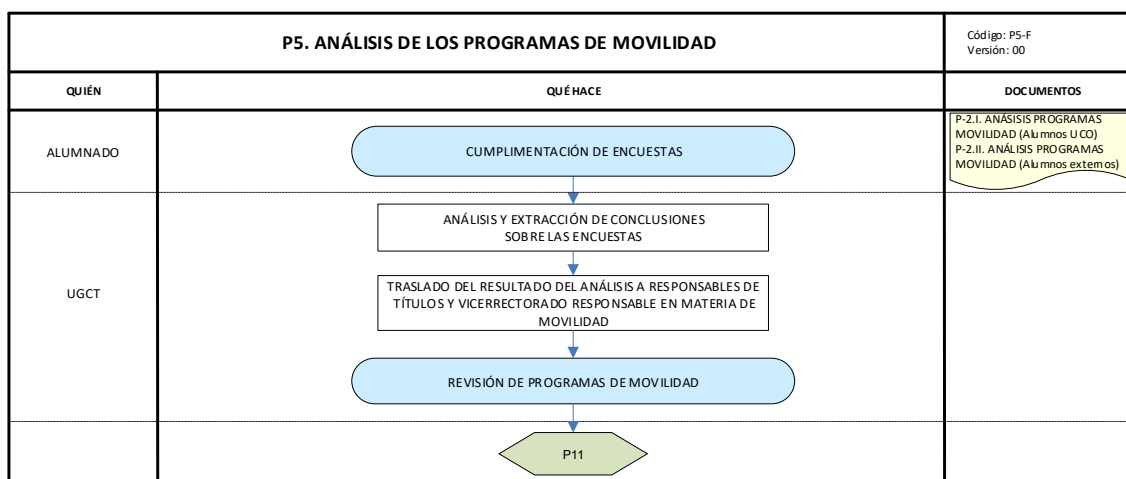 P5. ANÁLISIS DE LOS PROGRAMAS DE MOVILIDAD
Código: P5-F
Versión: 00
QUIÉN
QUÉ HACE
DOCUMENTOS
ALUMNADO
CUMPLIMENTACIÓN DE ENCUESTAS
P-2.I. ANÁSISIS PROGRAMAS
MOVILIDAD (Alumnos UCO)
P-2.II. ANÁLISIS PROGRAMAS
MOVILIDAD (Alumnos externos)
UGCT
ANÁLISIS Y EXTRACCIÓN DE CONCLUSIONES
SOBRE LAS ENCUESTAS
TRASLADO DEL RESULTADO DEL ANÁLISIS A RESPONSABLES DE
TÍTULOS Y VICERRECTORADO RESPONSABLE EN MATERIA DE
MOVILIDAD
REVISIÓN DE PROGRAMAS DE MOVILIDAD
P11